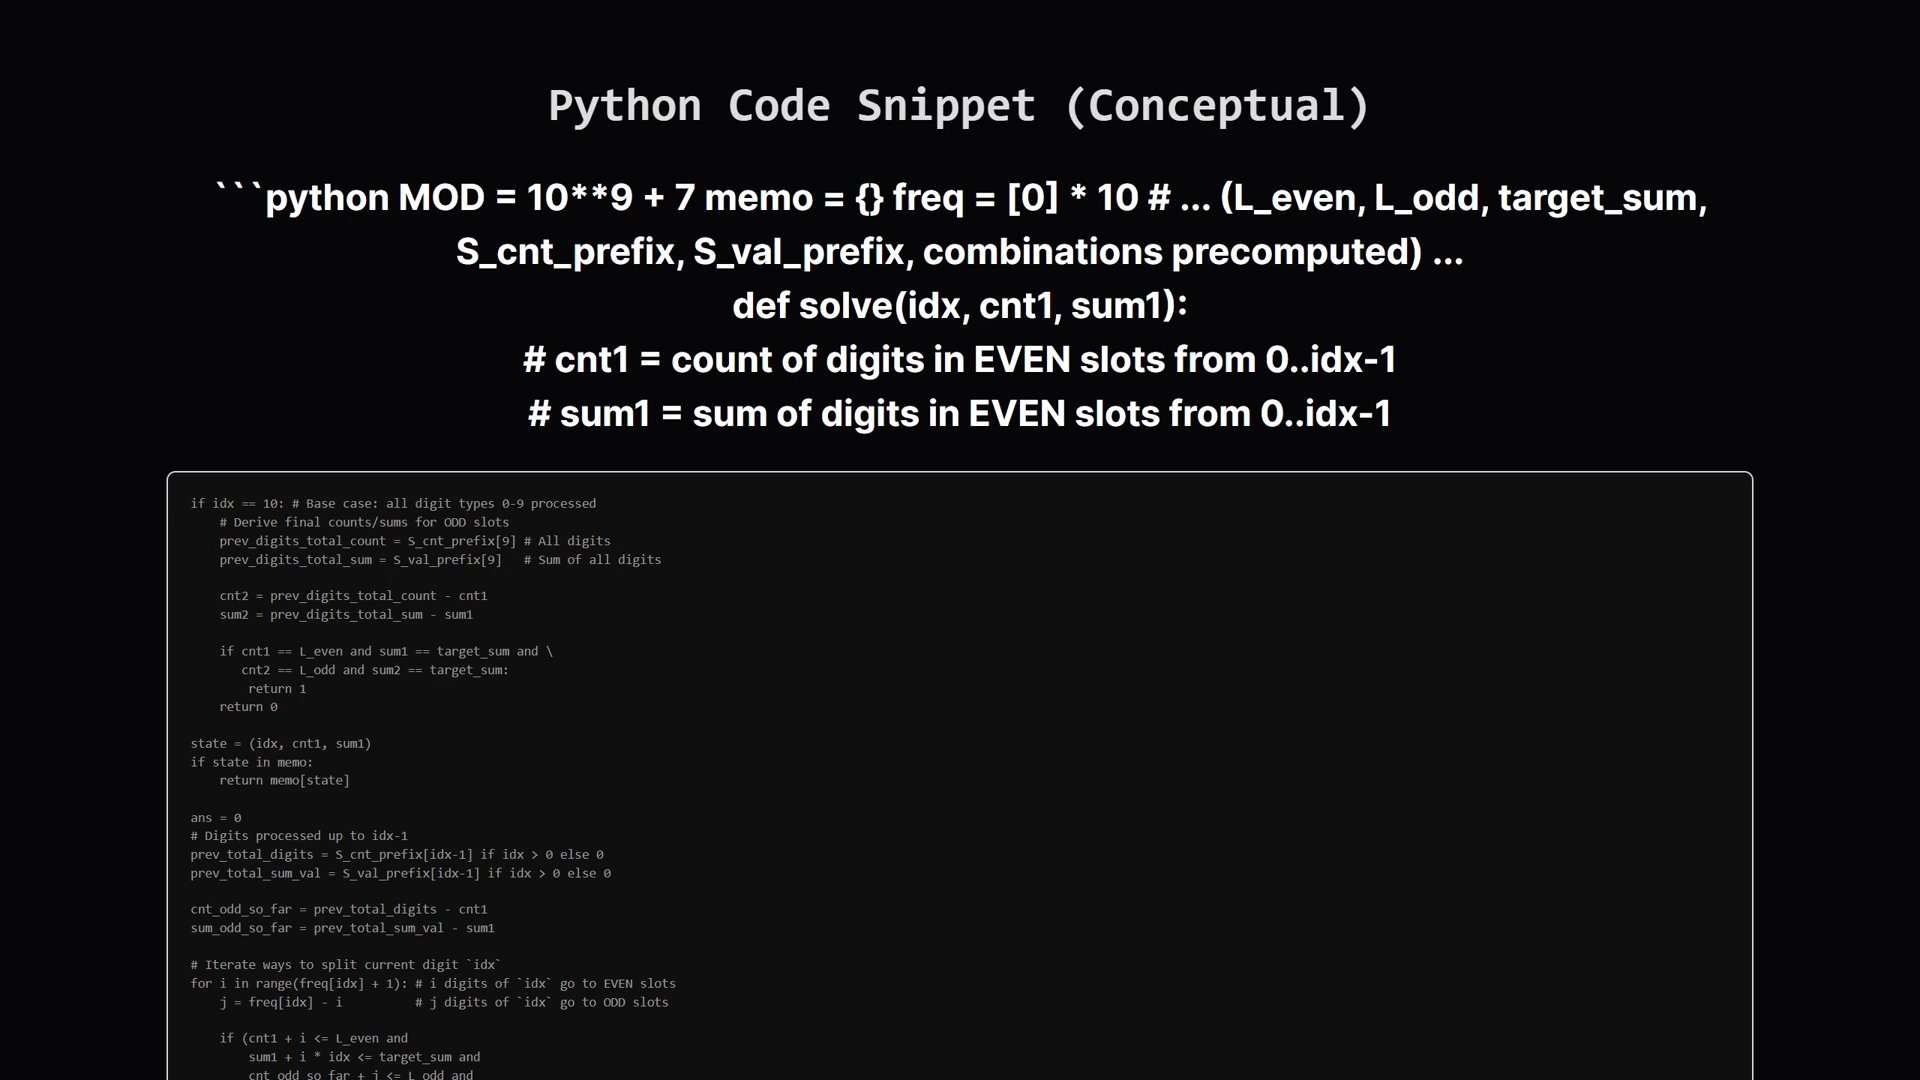 Python Code Snippet (Conceptual)
```python MOD = 10**9 + 7 memo = {} freq = [0] * 10 # ... (L_even, L_odd, target_sum,
S_cnt_prefix, S_val_prefix, combinations precomputed) ...
def solve(idx, cnt1, sum1):
# cnt1 = count of digits in EVEN slots from 0..idx-1
# sum1 = sum of digits in EVEN slots from 0..idx-1
if idx == 10: # Base case: all digit types 0-9 processed
    # Derive final counts/sums for ODD slots
    prev_digits_total_count = S_cnt_prefix[9] # All digits
    prev_digits_total_sum = S_val_prefix[9]   # Sum of all digits
    cnt2 = prev_digits_total_count - cnt1
    sum2 = prev_digits_total_sum - sum1
    if cnt1 == L_even and sum1 == target_sum and \
       cnt2 == L_odd and sum2 == target_sum:
        return 1
    return 0
state = (idx, cnt1, sum1)
if state in memo:
    return memo[state]
ans = 0
# Digits processed up to idx-1
prev_total_digits = S_cnt_prefix[idx-1] if idx > 0 else 0
prev_total_sum_val = S_val_prefix[idx-1] if idx > 0 else 0
cnt_odd_so_far = prev_total_digits - cnt1
sum_odd_so_far = prev_total_sum_val - sum1
# Iterate ways to split current digit `idx`
for i in range(freq[idx] + 1): # i digits of `idx` go to EVEN slots
    j = freq[idx] - i          # j digits of `idx` go to ODD slots
    if (cnt1 + i <= L_even and
        sum1 + i * idx <= target_sum and
        cnt_odd_so_far + j <= L_odd and